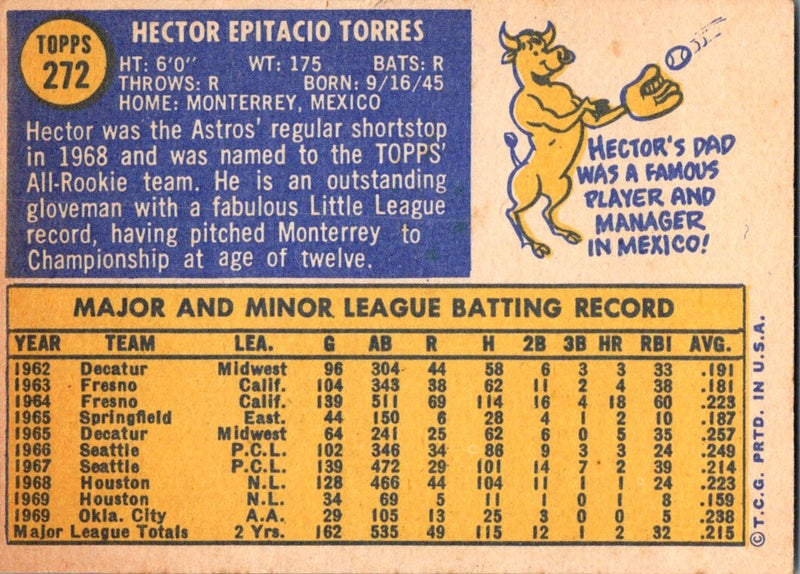 TOPPS
272
HECTOR EPITACIO TORRES
HT: 6'0" WT: 175 BATS: R
THROWS: R BORN: 9/16/45
HOME: MONTERREY, MEXICO
Hector was the Astros' regular shortstop
in 1968 and was named to the TOPPS'
All-Rookie team. He is an outstanding
gloveman with a fabulous Little League
record, having pitched Monterrey to
Championship at age of twelve.
HECTOR'S DAD
WAS A FAMOUS
PLAYER AND
MANAGER
IN MEXICO!
MAJOR AND MINOR LEAGUE BATTING RECORD
YEAR TEAM LEA. G AB R H 2B 3B HR RBI AVG.
1962 Decatur Midwest 96 304 44 58 6 3 3 33 .191
1963 Fresno Calif. 104 343 38 62 11 2 4 38 .181
1964 Fresno Calif. 139 511 69 114 16 4 18 60 .223
1965 Springfield East. 44 150 6 28 4 1 2 10 .187
1965 Decatur Midwest 64 241 25 62 6 0 5 35 .257
1966 Seattle P.C.L. 102 346 34 86 9 3 3 24 .249
1967 Seattle P.C.L. 139 472 29 101 14 7 2 39 .214
1968 Houston N.L. 128 466 44 104 11 1 1 24 .223
1969 Houston N.L. 34 69 5 11 1 0 1 8 .159
1969 Okla. City A.A. 29 105 13 25 3 0 0 5 .238
Major League Totals 2 Yrs. 162 535 49 115 12 1 2 32 .215
©T.C.G. PRTD. IN U.S.A.